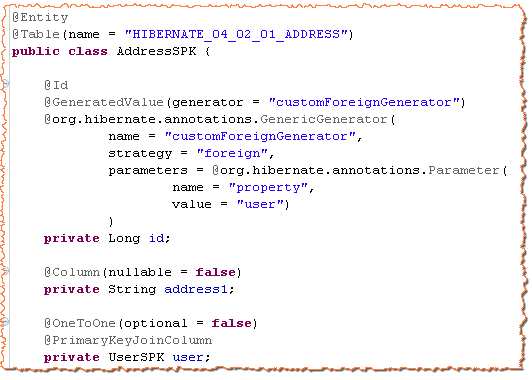 @Entity
@Table(name = "HIBERNATE_04_02_01_ADDRESS")
public class AddressSPK {
@Id
@GeneratedValue(generator = "customForeignGenerator")
@org.hibernate.annotations.GenericGenerator(
name = "customForeignGenerator",
strategy = "foreign",
parameters = @org.hibernate.annotations.Parameter(
name = "property",
value = "user")
)
private Long id;
@Column(nullable = false)
private String address1;
@OneToOne(optional = false)
@PrimaryKeyJoinColumn
private UserSPK user;